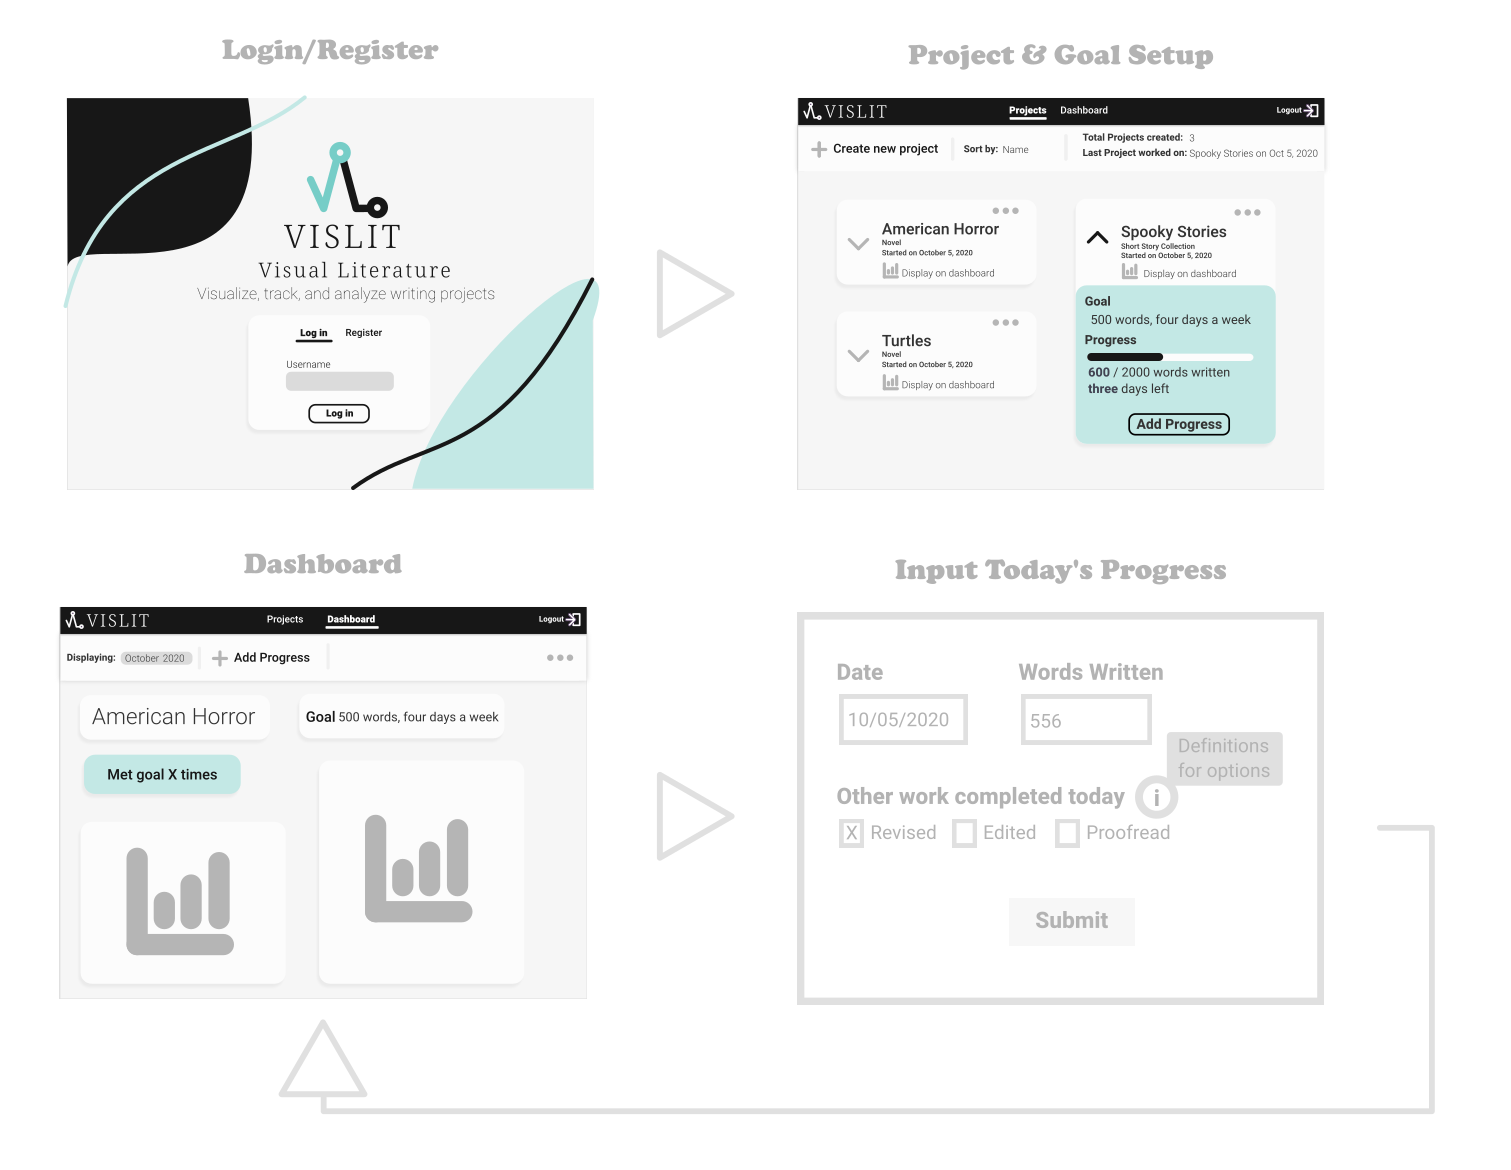 Login/Register
VISLIT
Visual Literature
Visualize, track, and analyze writing projects
Log in Register
Username
Log in
Project & Goal Setup
VISLIT Projects Dashboard Logout
Create new project Sort by: Name
Total Projects created: 3
Last Project worked on: Spooky Stories on Oct 5, 2020
American Horror
Novel
Started on October 5, 2020
Display on dashboard
Turtles
Novel
Started on October 5, 2020
Display on dashboard
Spooky Stories
Short Story Collection
Started on October 5, 2020
Display on dashboard
Goal
500 words, four days a week
Progress
600 / 2000 words written
three days left
Add Progress
Dashboard
VISLIT Projects Dashboard Logout
Displaying: October 2020 Add Progress
American Horror
Goal 500 words, four days a week
Met goal X times
Input Today's Progress
Date Words Written
10/05/2020 556
Definitions
for options
Other work completed today i
X Revised Edited Proofread
Submit